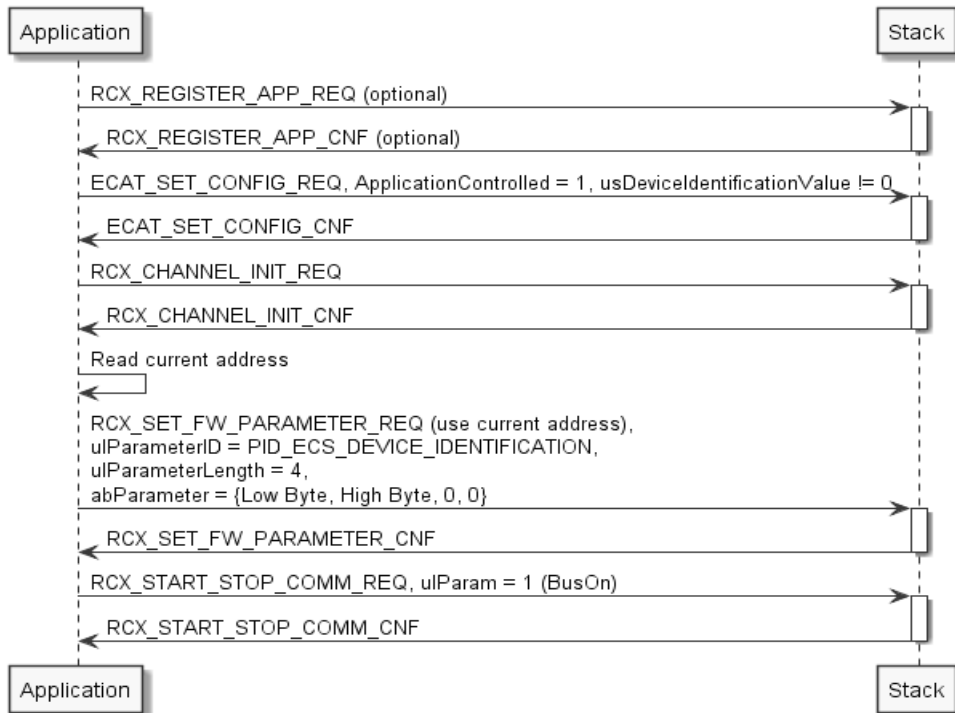 Application Stack
RCX_REGISTER_APP_REQ (optional)
RCX_REGISTER_APP_CNF (optional)
ECAT_SET_CONFIG_REQ, ApplicationControlled = 1, usDeviceIdentificationValue != 0
ECAT_SET_CONFIG_CNF
RCX_CHANNEL_INIT_REQ
RCX_CHANNEL_INIT_CNF
Read current address
RCX_SET_FW_PARAMETER_REQ (use current address),
ulParameterID = PID_ECS_DEVICE_IDENTIFICATION,
ulParameterLength = 4,
abParameter = {Low Byte, High Byte, 0, 0}
RCX_SET_FW_PARAMETER_CNF
RCX_START_STOP_COMM_REQ, ulParam = 1 (BusOn)
RCX_START_STOP_COMM_CNF
Application Stack